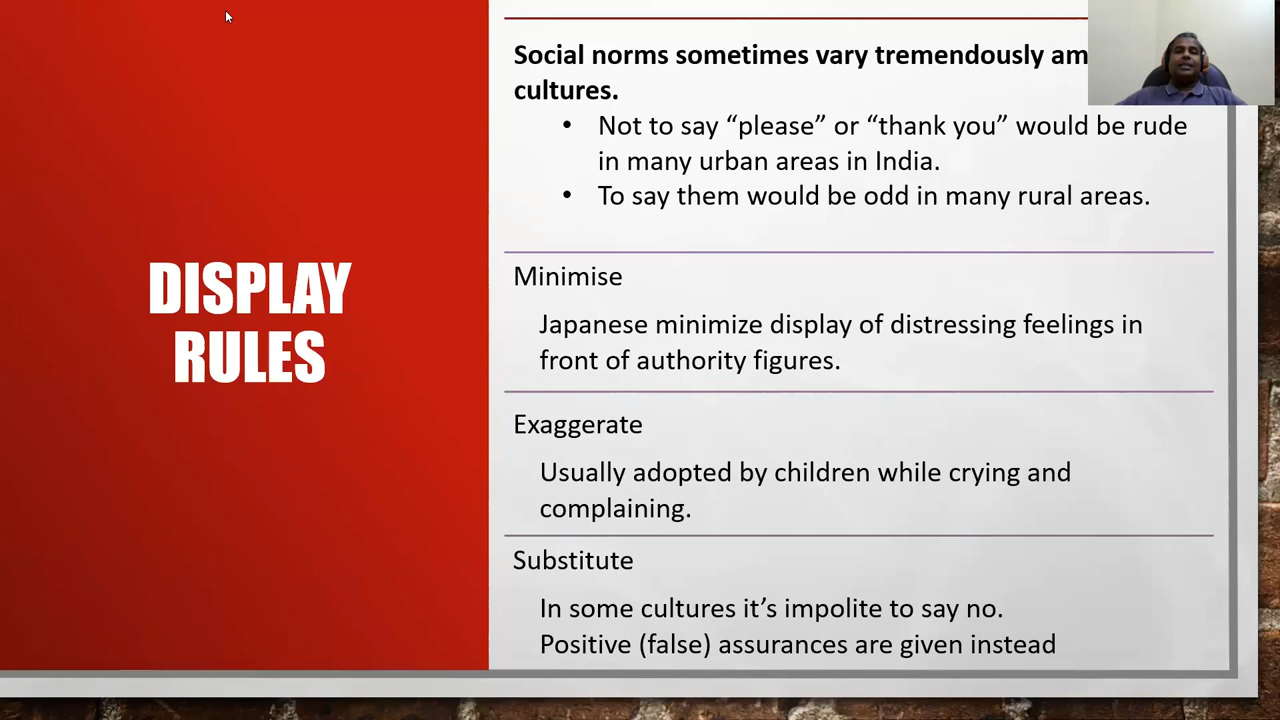 DISPLAY
RULES
Social norms sometimes vary tremendously am
cultures.
• Not to say “please” or “thank you” would be rude
in many urban areas in India.
• To say them would be odd in many rural areas.
Minimise
Japanese minimize display of distressing feelings in
front of authority figures.
Exaggerate
Usually adopted by children while crying and
complaining.
Substitute
In some cultures it’s impolite to say no.
Positive (false) assurances are given instead